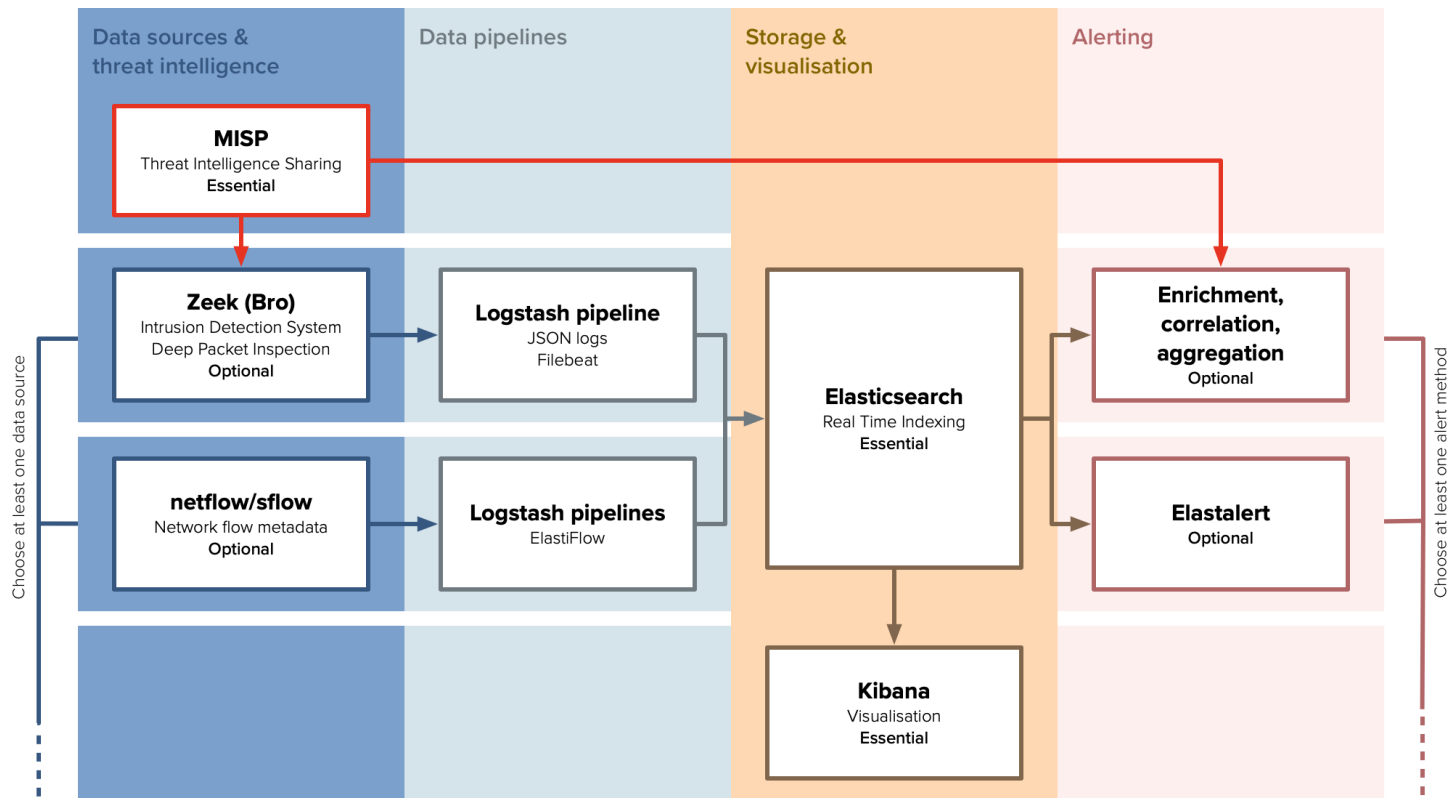 Data sources &
threat intelligence
Data pipelines
Storage &
visualisation
Alerting
MISP
Threat Intelligence Sharing
Essential
Zeek (Bro)
Intrusion Detection System
Deep Packet Inspection
Optional
Logstash pipeline
JSON logs
Filebeat
Elasticsearch
Real Time Indexing
Essential
Enrichment,
correlation,
aggregation
Optional
netflow/sflow
Network flow metadata
Optional
Logstash pipelines
ElastiFlow
Elastalert
Optional
Kibana
Visualisation
Essential
Choose at least one data source
Choose at least one alert method